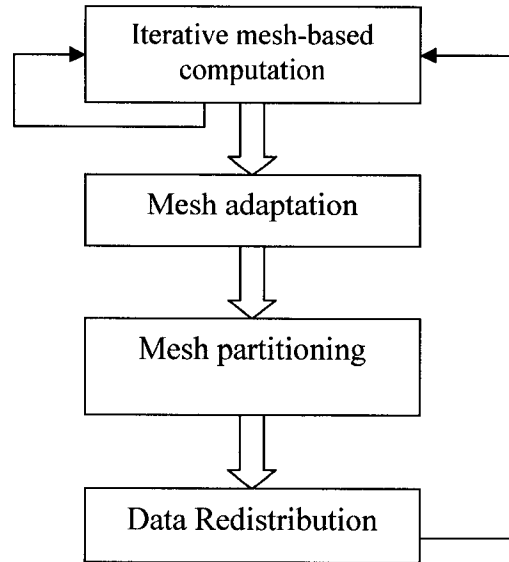 Iterative mesh-based
computation
Mesh adaptation
Mesh partitioning
Data Redistribution